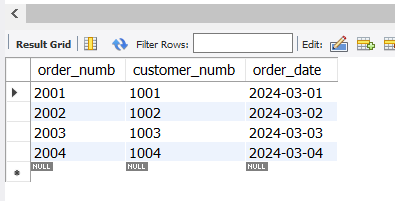 Result Grid Filter Rows: Edit:
order_numb customer_numb order_date
2001 1001 2024-03-01
2002 1002 2024-03-02
2003 1003 2024-03-03
2004 1004 2024-03-04
NULL NULL NULL